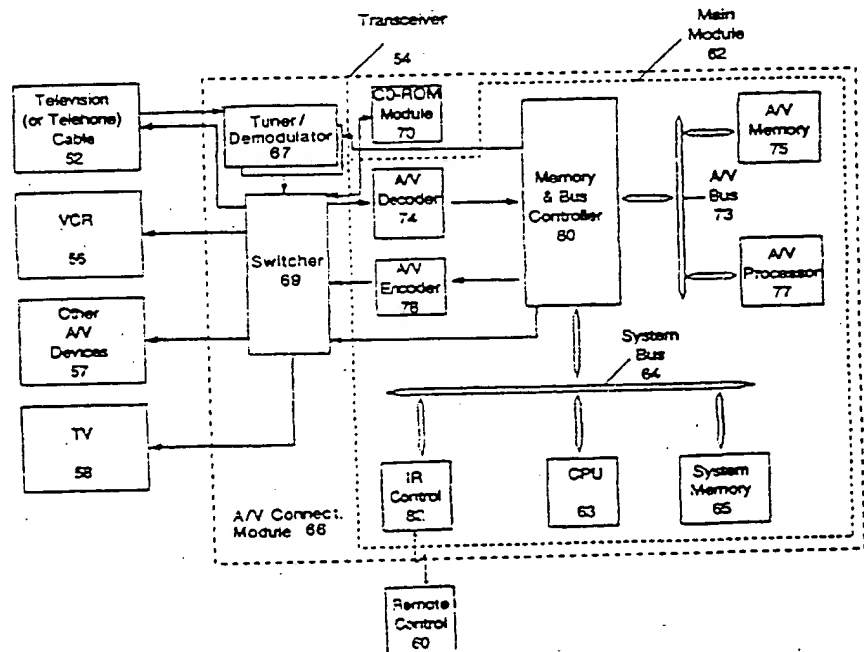 Transceiver
54
Main
Module
62
Television
(or Telehone)
Cable
52
Tuner/
Demodulator
67
CD-ROM
Module
70
A/V
Memory
75
VCR
55
A/V
Decoder
74
Memory
& Bus
Controller
80
A/V
Bus
73
Switcher
69
A/V
Encoder
78
A/V
Processor
77
Other
A/V
Devices
57
System
Bus
64
TV
58
IR
Control
82
CPU
63
System
Memory
65
A/V Connect.
Module 66
Remote
Control
60